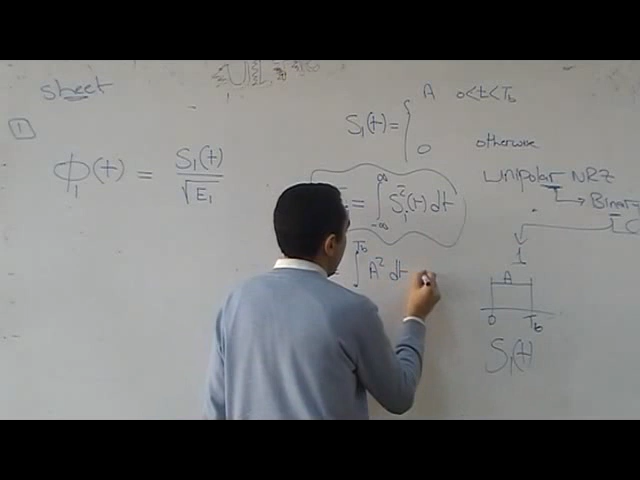 sheet
1
ϕ₁(t) = S₁(t) / √E₁
S₁(t) = { A 0<t<T_b
0 otherwise
unipolar NRZ
→ Binary
= ∫_{-∞}^{∞} S₁²(t) dt
∫^{T_b} A² dt
1
A
0 T_b
S₁(t)